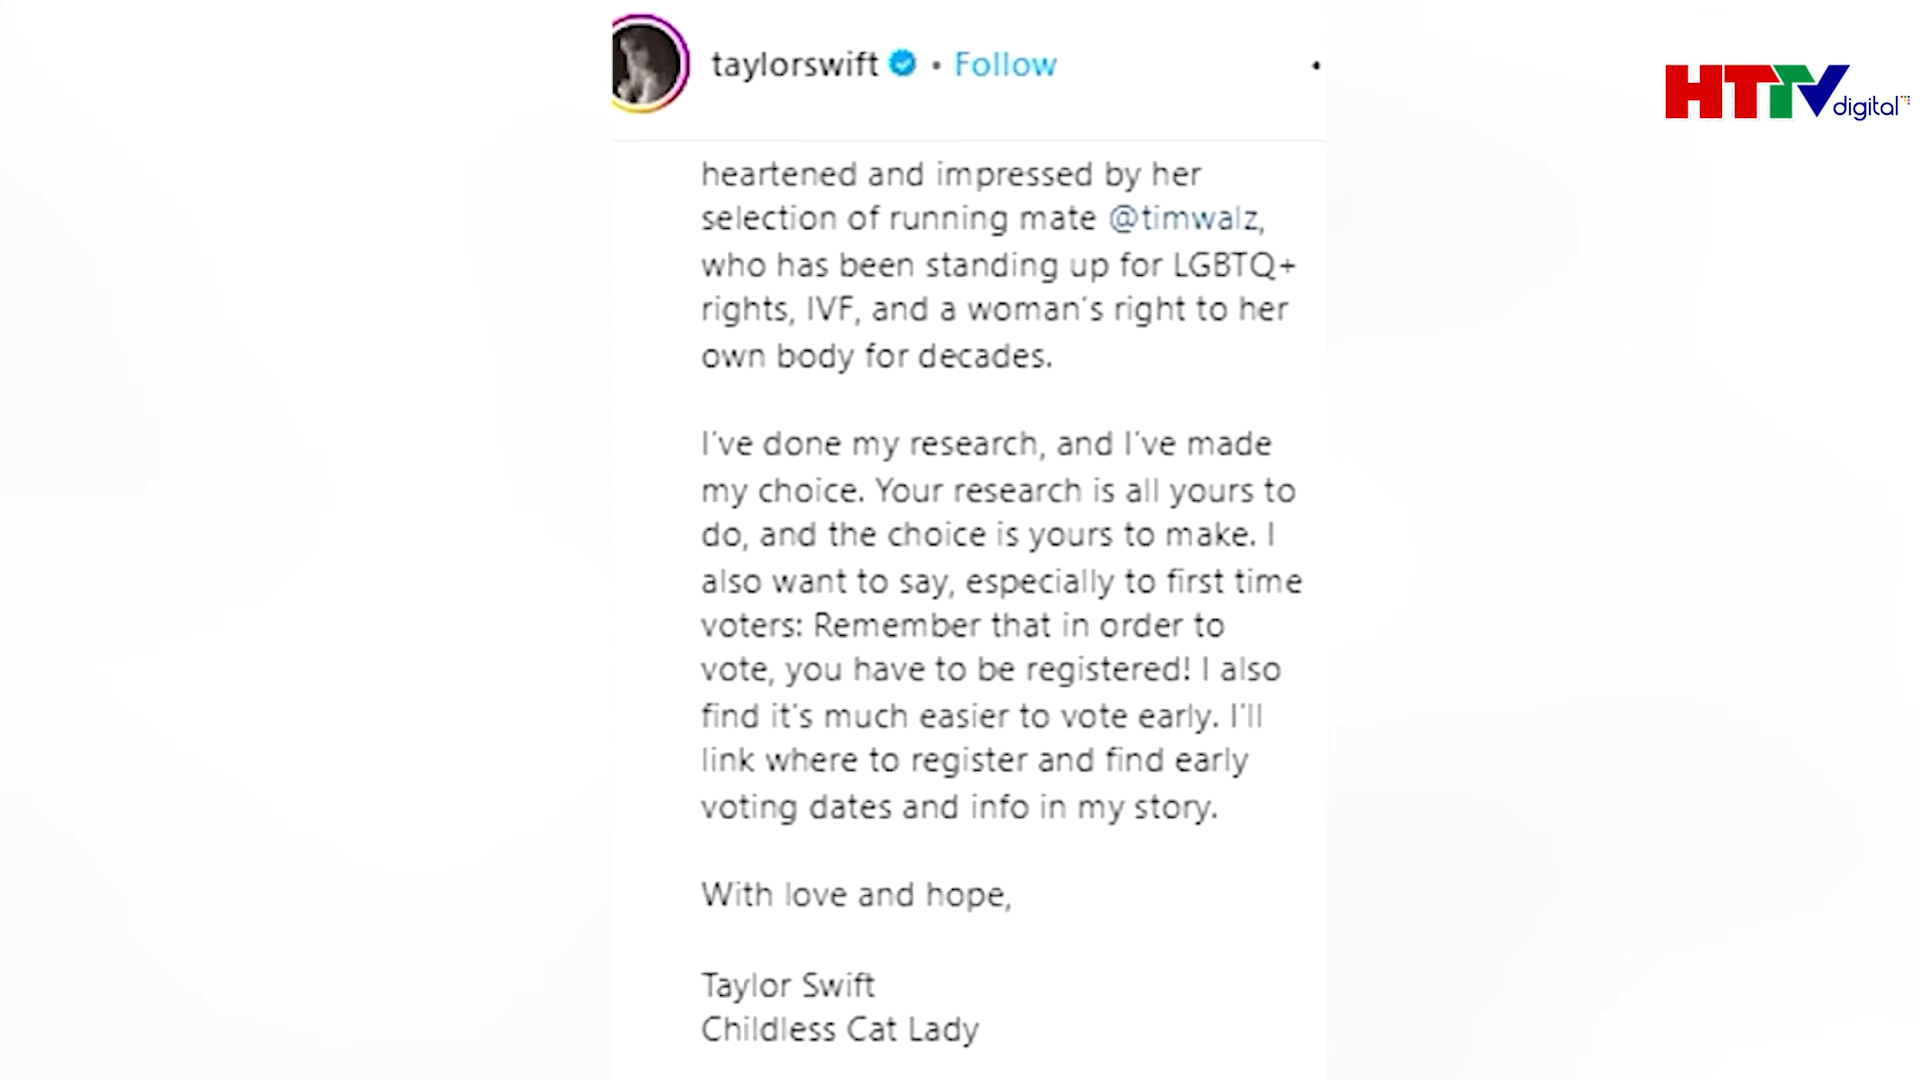 taylorswift • Follow
HTTV digital
heartened and impressed by her
selection of running mate @timwalz,
who has been standing up for LGBTQ+
rights, IVF, and a woman's right to her
own body for decades.
I've done my research, and I've made
my choice. Your research is all yours to
do, and the choice is yours to make. I
also want to say, especially to first time
voters: Remember that in order to
vote, you have to be registered! I also
find it's much easier to vote early. I'll
link where to register and find early
voting dates and info in my story.
With love and hope,
Taylor Swift
Childless Cat Lady